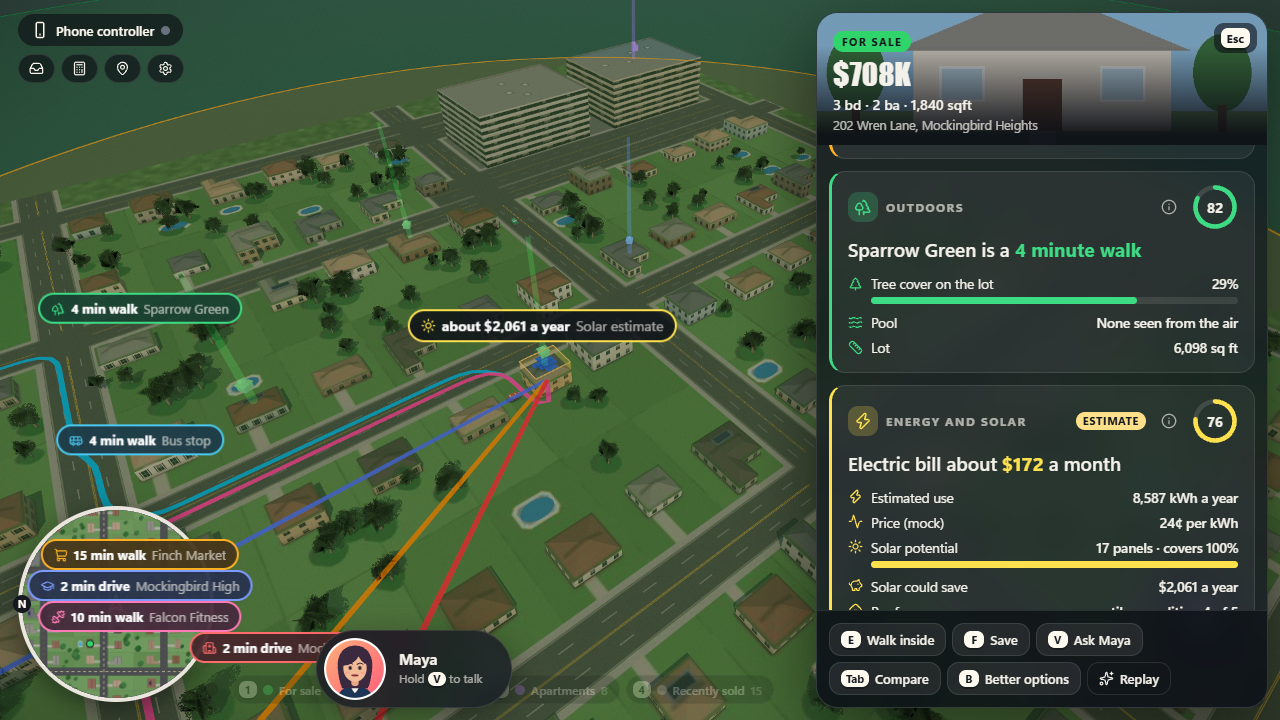 Phone controller
FOR SALE
Esc
$708K
3 bd · 2 ba · 1,840 sqft
202 Wren Lane, Mockingbird Heights
OUTDOORS
82
Sparrow Green is a 4 minute walk
Tree cover on the lot 29%
Pool None seen from the air
Lot 6,098 sq ft
ENERGY AND SOLAR ESTIMATE 76
Electric bill about $172 a month
Estimated use 8,587 kWh a year
Price (mock) 24¢ per kWh
Solar potential 17 panels · covers 100%
Solar could save $2,061 a year
E Walk inside
F Save
V Ask Maya
Tab Compare
B Better options
Replay
4 min walk Sparrow Green
about $2,061 a year Solar estimate
4 min walk Bus stop
15 min walk Finch Market
2 min drive Mockingbird High
N
10 min walk Falcon Fitness
2 min drive
Maya
Hold V to talk
1 For sale
Apartments 8
4 Recently sold 15